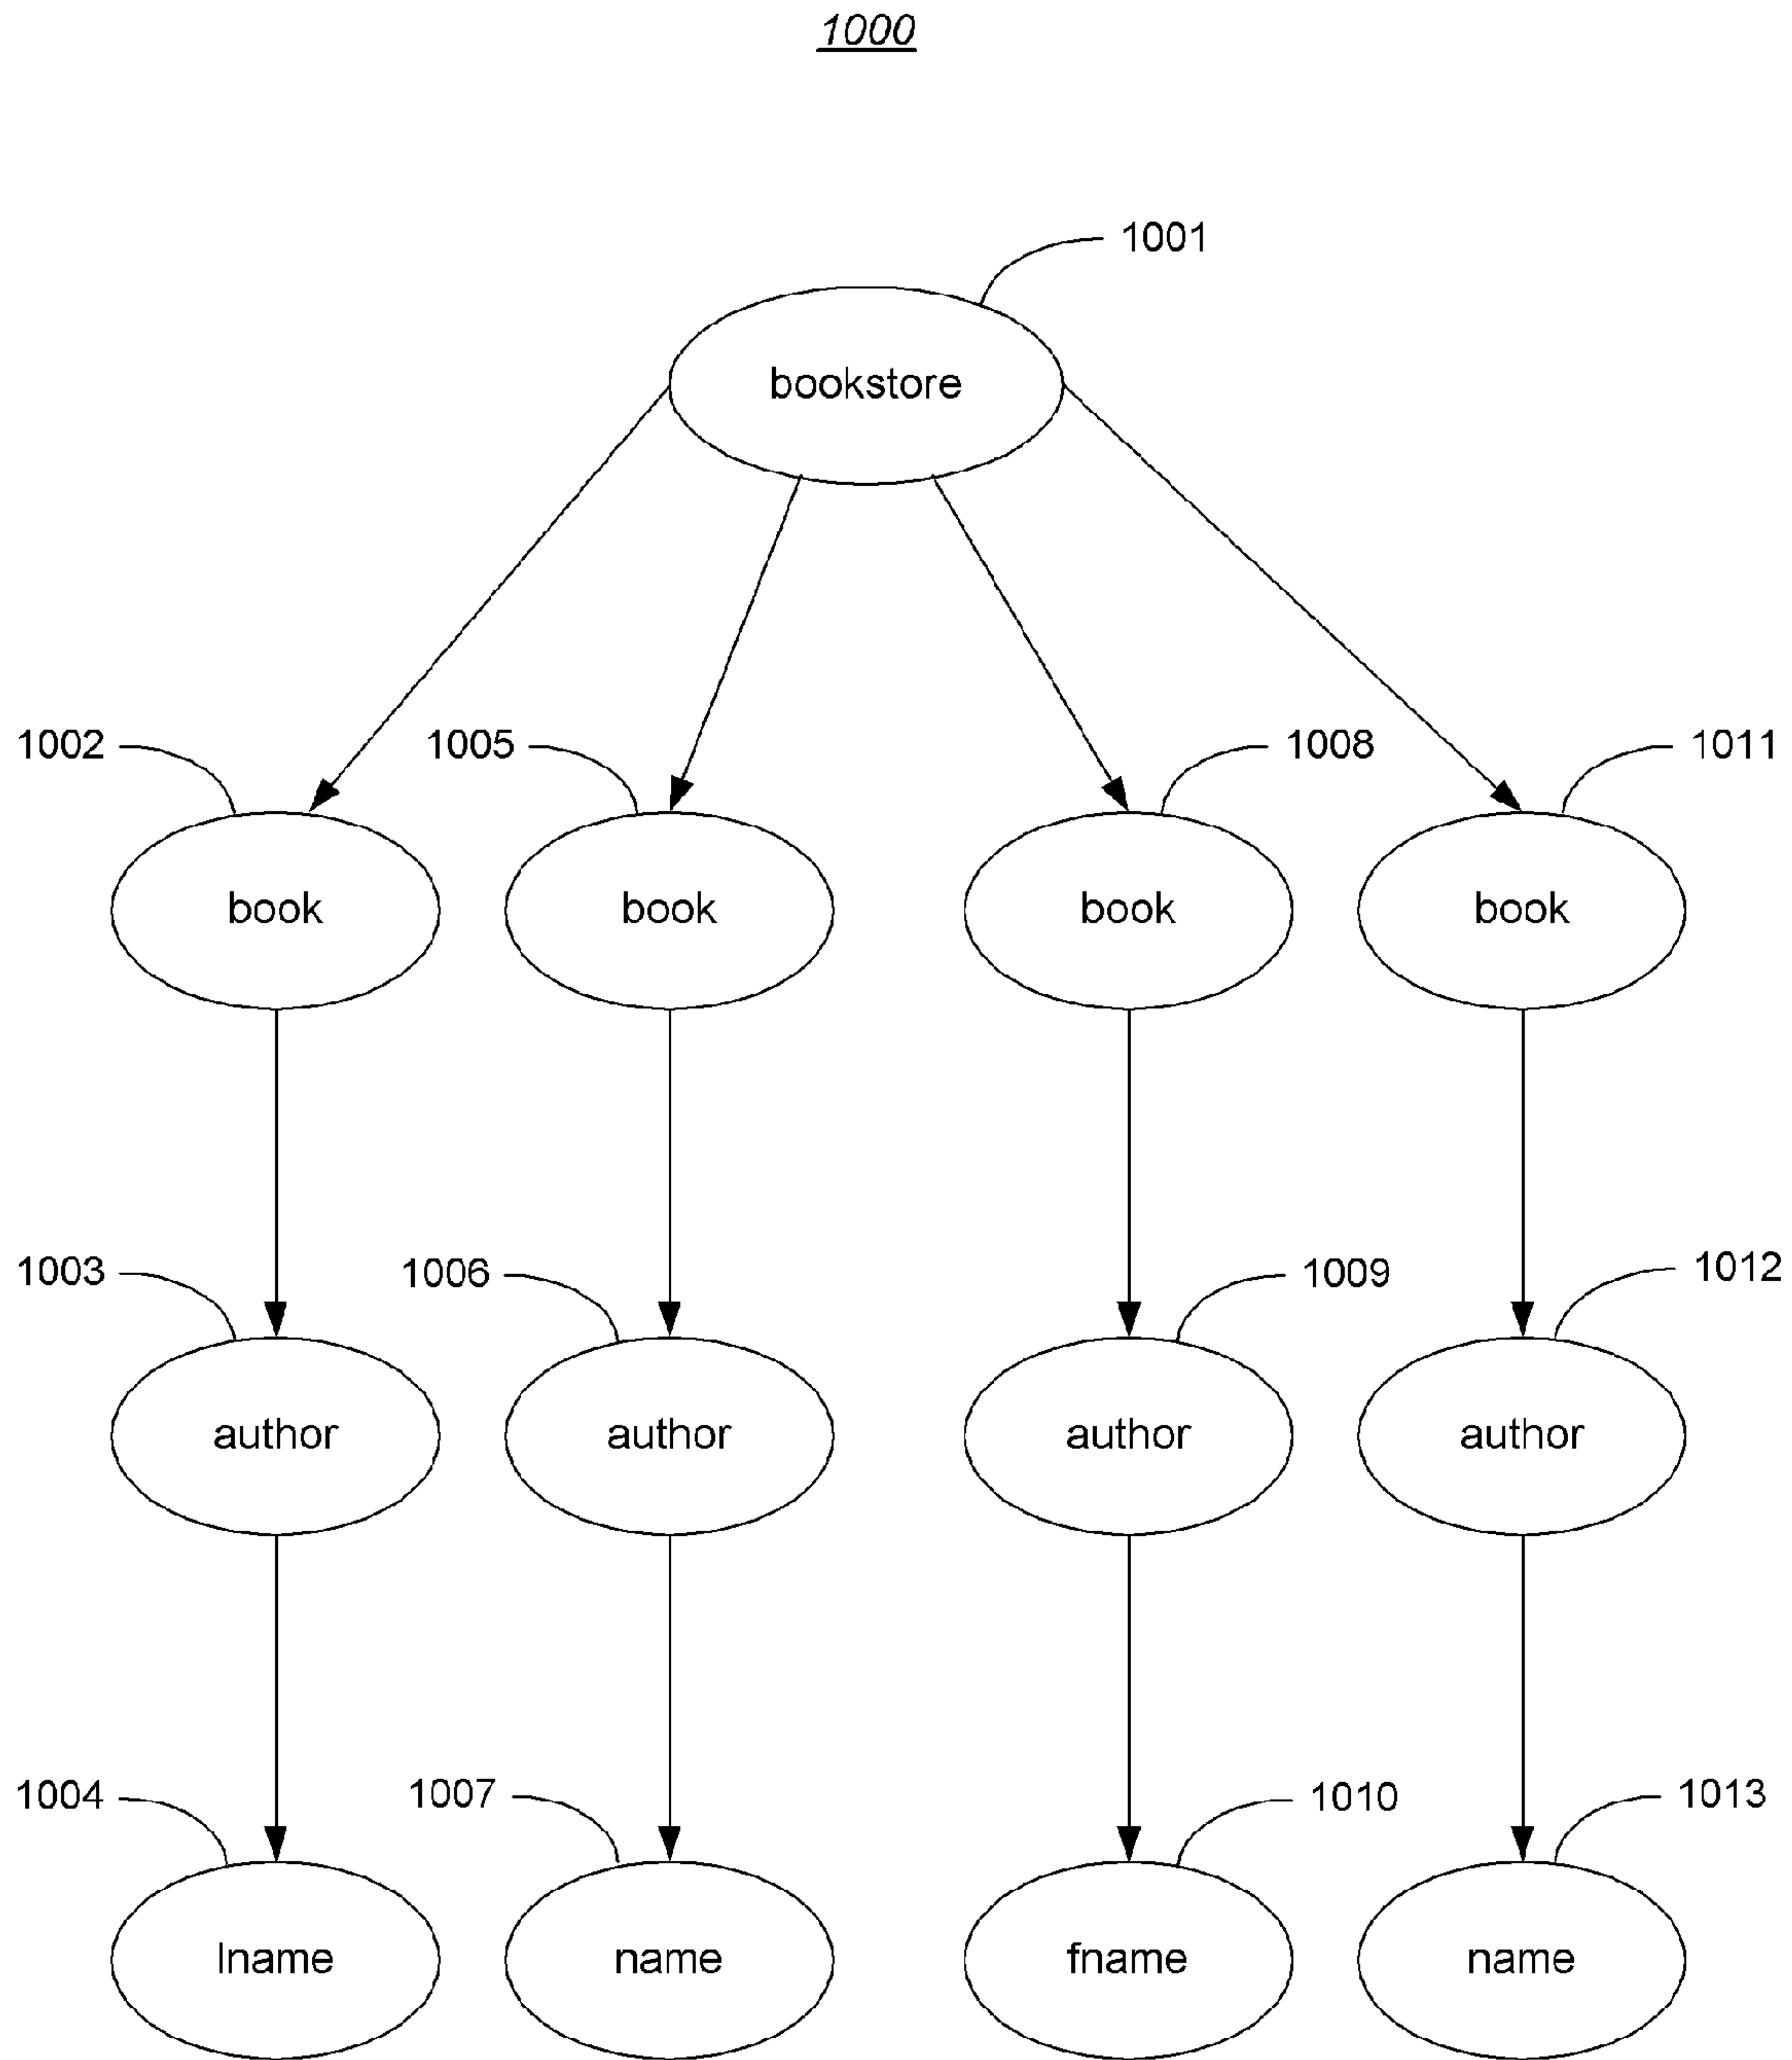 1000
1001
bookstore
1002 1005 1008 1011
book book book book
1003 1006 1009 1012
author author author author
1004 1007 1010 1013
lname name fname name